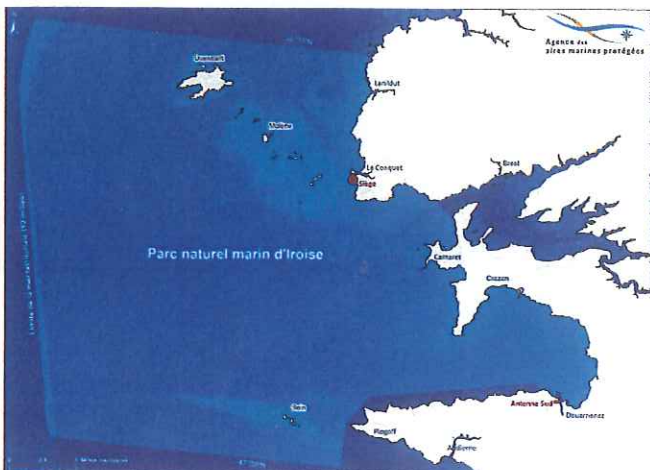 Agence des
aires marines protégées
Ouessant
Lanildut
Molène
Le Conquet
Siège
Brest
Parc naturel marin d'Iroise
Camaret
Crozon
Sein
Antenne Sud
Douarnenez
Plogoff
Audierne